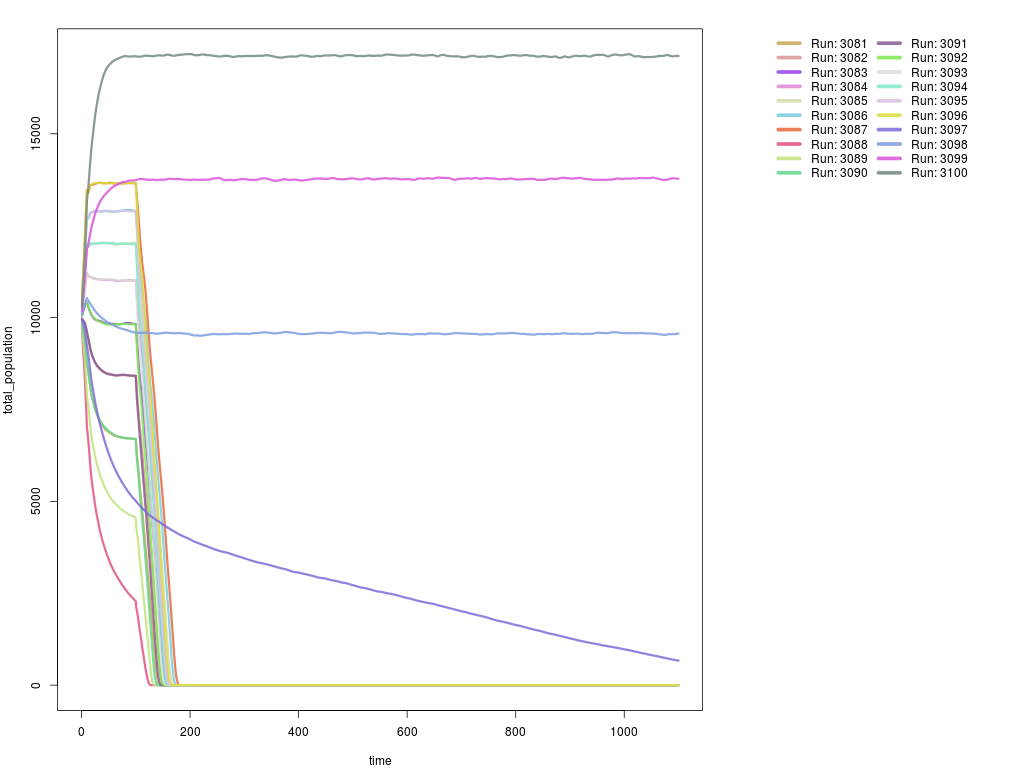 total_population
15000
10000
5000
0
0 200 400 600 800 1000
time
Run: 3081 Run: 3091
Run: 3082 Run: 3092
Run: 3083 Run: 3093
Run: 3084 Run: 3094
Run: 3085 Run: 3095
Run: 3086 Run: 3096
Run: 3087 Run: 3097
Run: 3088 Run: 3098
Run: 3089 Run: 3099
Run: 3090 Run: 3100